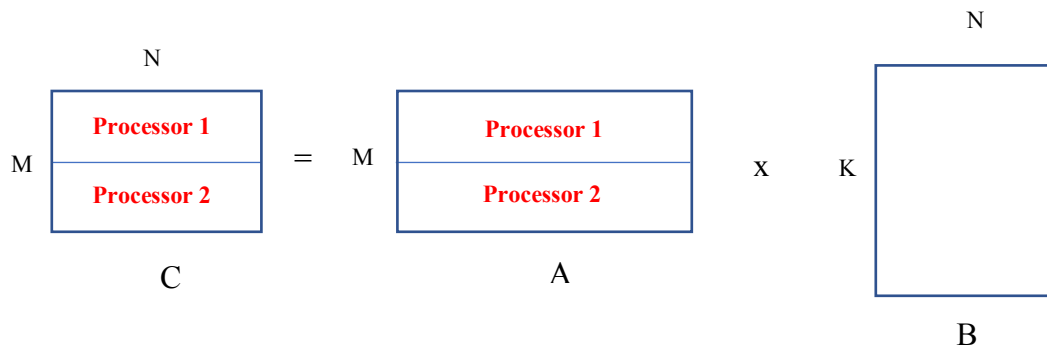 N
Processor 1
M
Processor 2
C
=
M
Processor 1
Processor 2
A
x
N
K
B